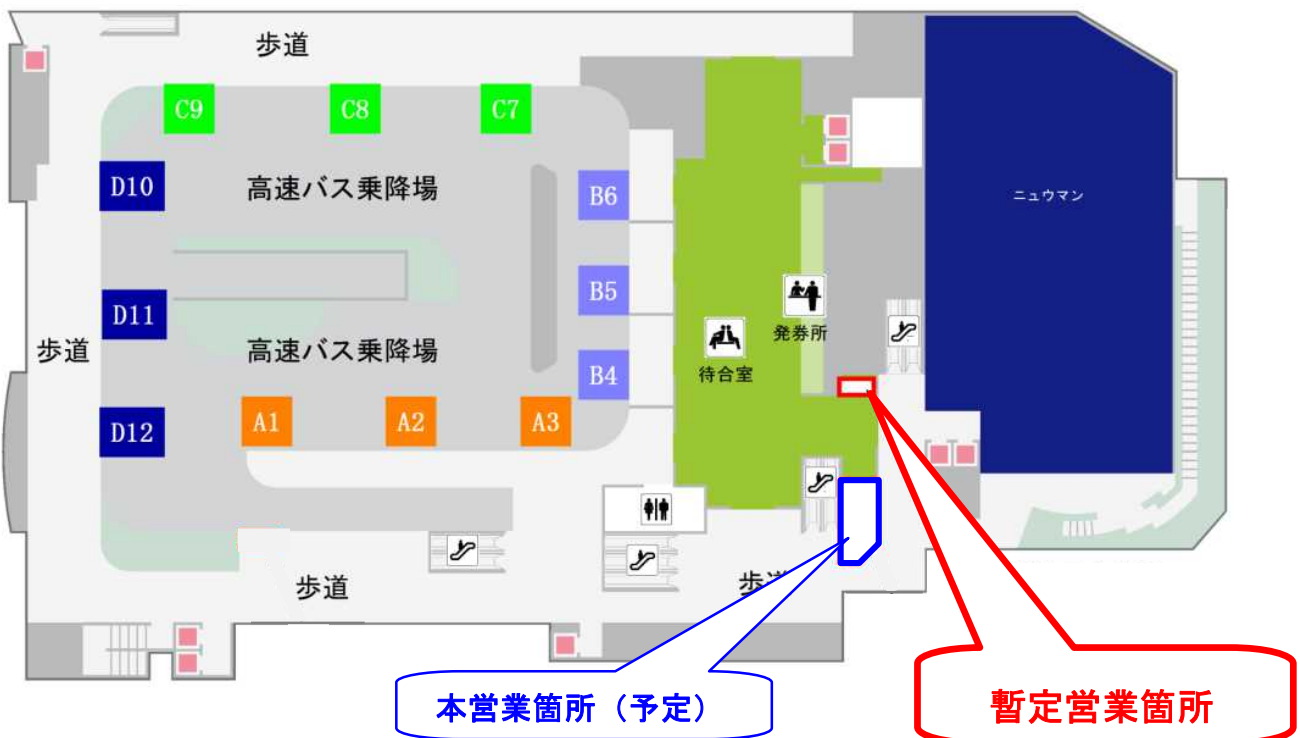 歩道
C9
C8
C7
D10
高速バス乗降場
B6
ニュウマン
D11
B5
発券所
歩道
高速バス乗降場
待合室
B4
D12
A1
A2
A3
歩道
歩道
本営業箇所（予定）
暫定営業箇所